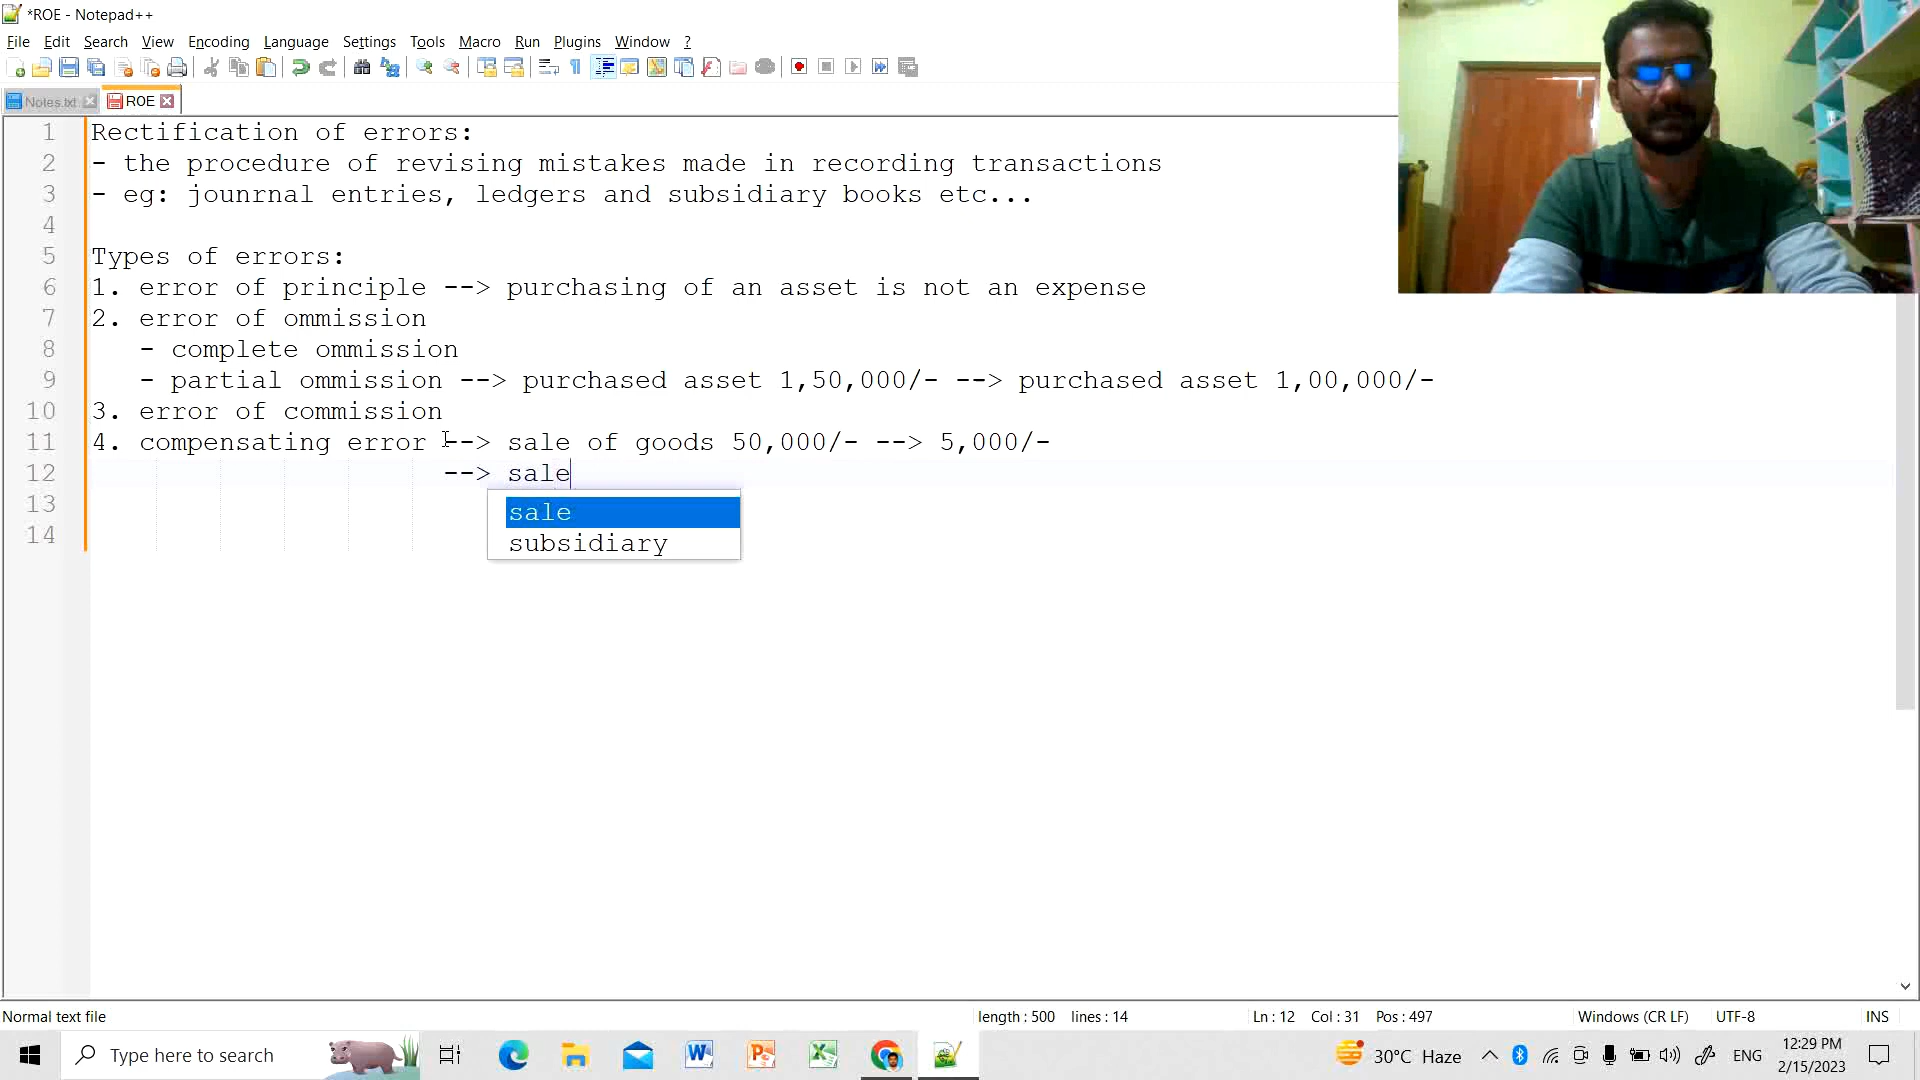 *ROE - Notepad++
File Edit Search View Encoding Language Settings Tools Macro Run Plugins Window ?
Notes.txt ROE
1 Rectification of errors:
2 - the procedure of revising mistakes made in recording transactions
3 - eg: jounrnal entries, ledgers and subsidiary books etc...
4
5 Types of errors:
6 1. error of principle --> purchasing of an asset is not an expense
7 2. error of ommission
8 - complete ommission
9 - partial ommission --> purchased asset 1,50,000/- --> purchased asset 1,00,000/-
10 3. error of commission
11 4. compensating error --> sale of goods 50,000/- --> 5,000/-
12 --> sale
13 sale
14 subsidiary
Normal text file length : 500 lines : 14 Ln : 12 Col : 31 Pos : 497 Windows (CR LF) UTF-8 INS
Type here to search 30°C Haze ENG 12:29 PM
2/15/2023